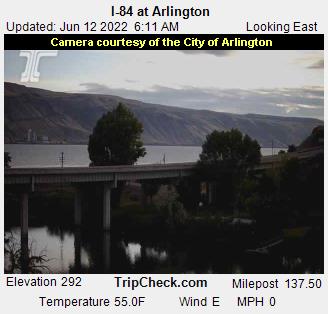 I-84 at Arlington
Updated: Jun 12 2022 6:11 AM Looking East
Camera courtesy of the City of Arlington
Elevation 292 TripCheck.com Milepost 137.50
Temperature 55.0F Wind E MPH 0